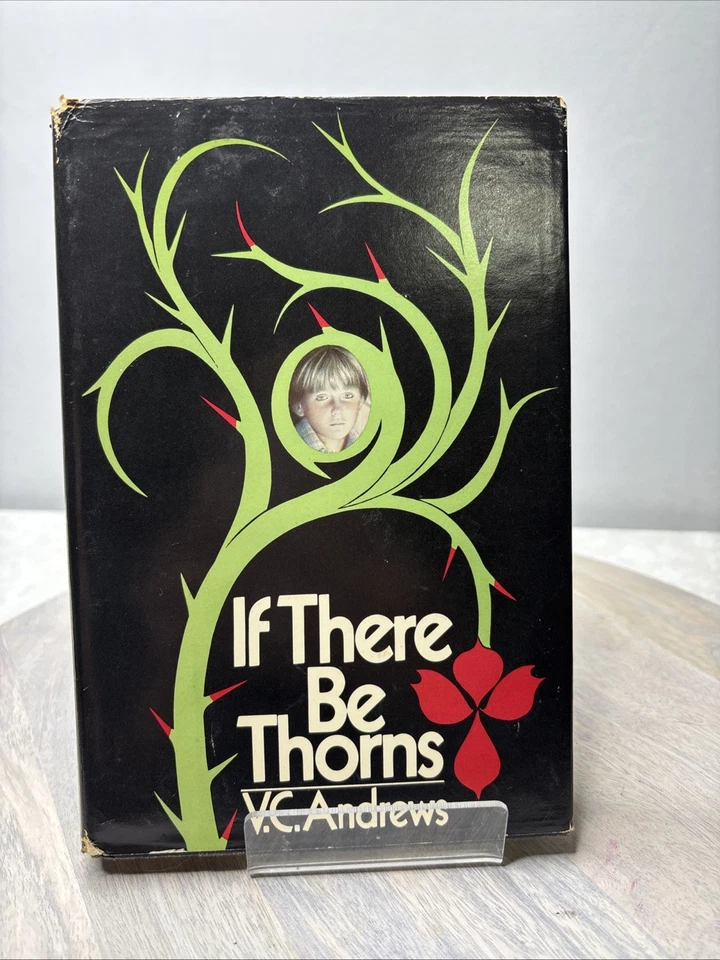 If There
Be
Thorns
V.C. Andrews